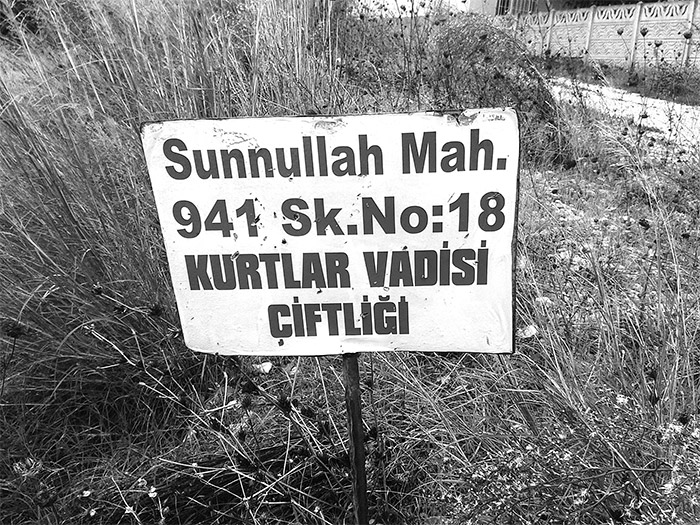 Sunnullah Mah.
941 Sk.No:18
KURTLAR VADİSİ
ÇİFTLİĞİ